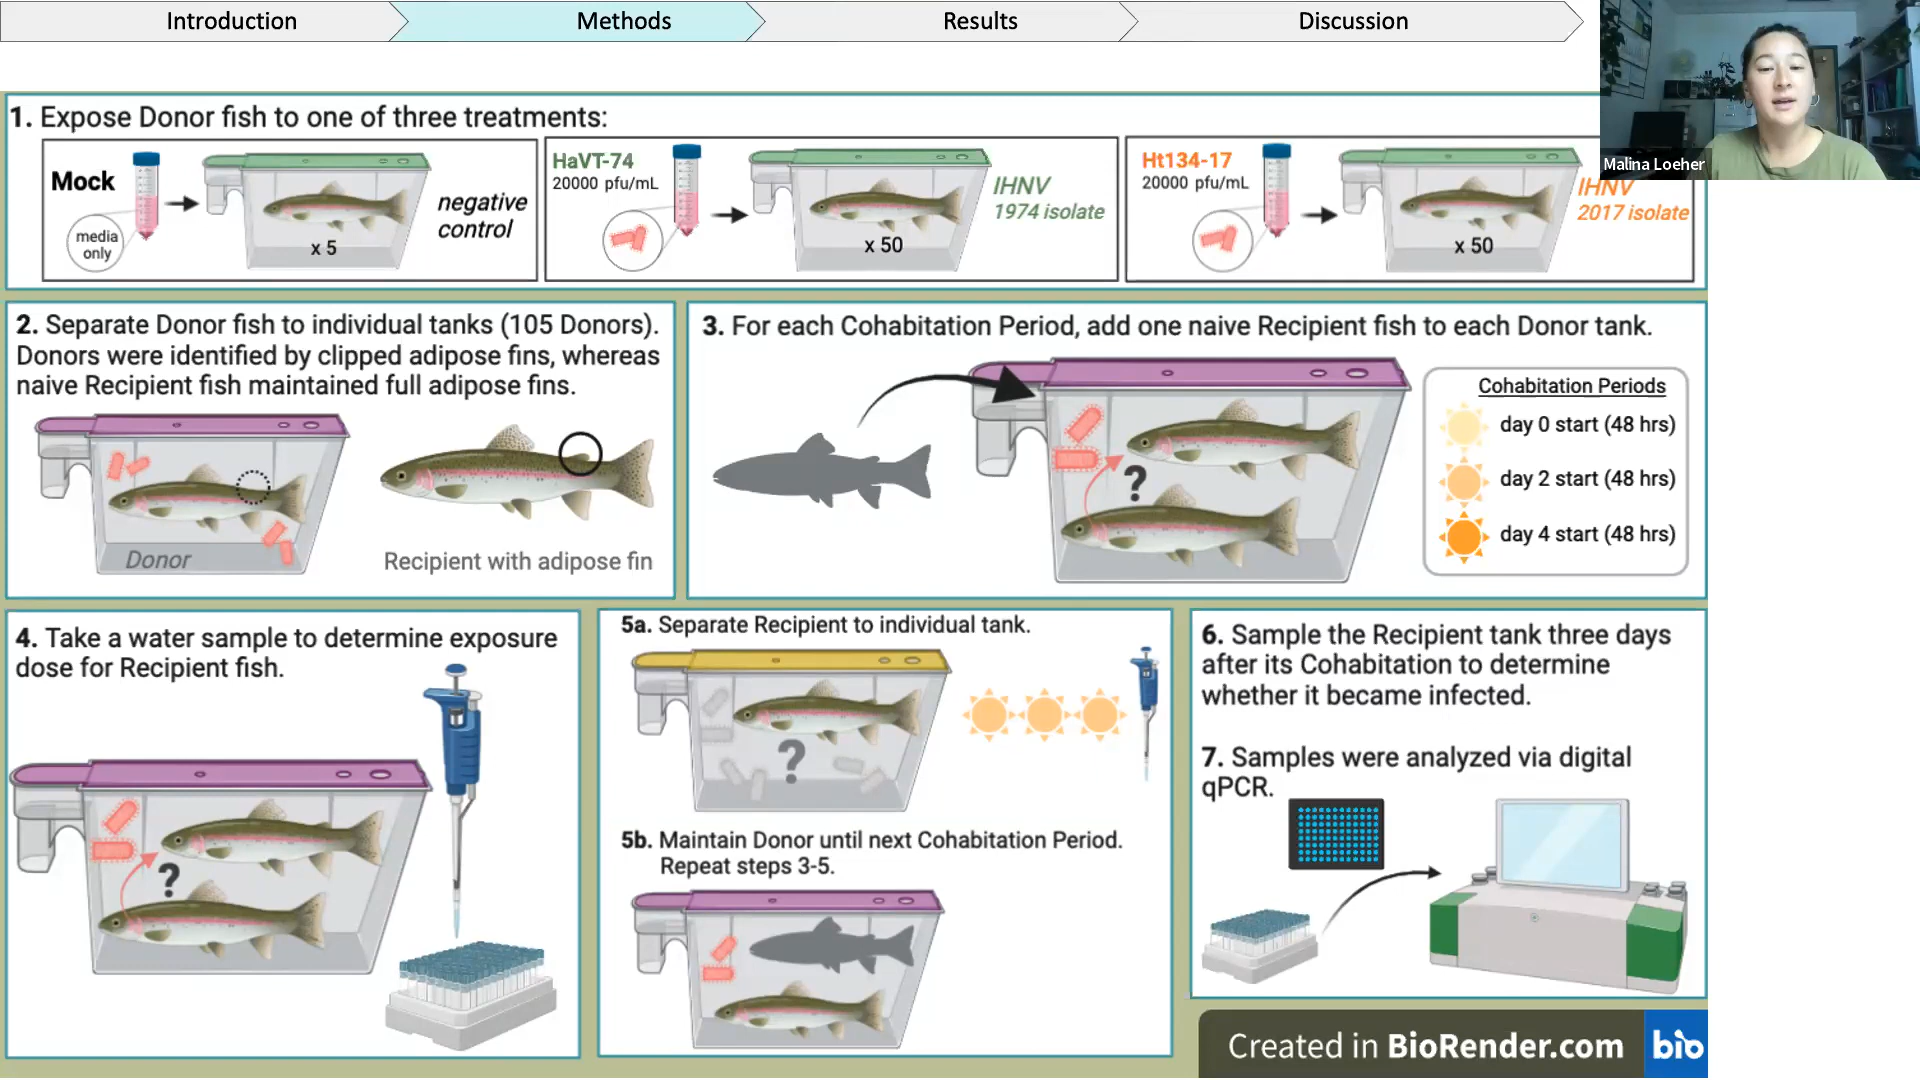 Introduction
Methods
Results
Discussion
Malina Loeher
1. Expose Donor fish to one of three treatments:
Mock
media
only
x 5
negative
control
HaVT-74
20000 pfu/mL
x 50
IHNV
1974 isolate
Ht134-17
20000 pfu/mL
x 50
IHNV
2017 isolate
2. Separate Donor fish to individual tanks (105 Donors).
Donors were identified by clipped adipose fins, whereas
naive Recipient fish maintained full adipose fins.
Donor
Recipient with adipose fin
3. For each Cohabitation Period, add one naive Recipient fish to each Donor tank.
?
Cohabitation Periods
day 0 start (48 hrs)
day 2 start (48 hrs)
day 4 start (48 hrs)
4. Take a water sample to determine exposure
dose for Recipient fish.
?
5a. Separate Recipient to individual tank.
?
5b. Maintain Donor until next Cohabitation Period.
Repeat steps 3-5.
6. Sample the Recipient tank three days
after its Cohabitation to determine
whether it became infected.
7. Samples were analyzed via digital
qPCR.
Created in BioRender.com
bio